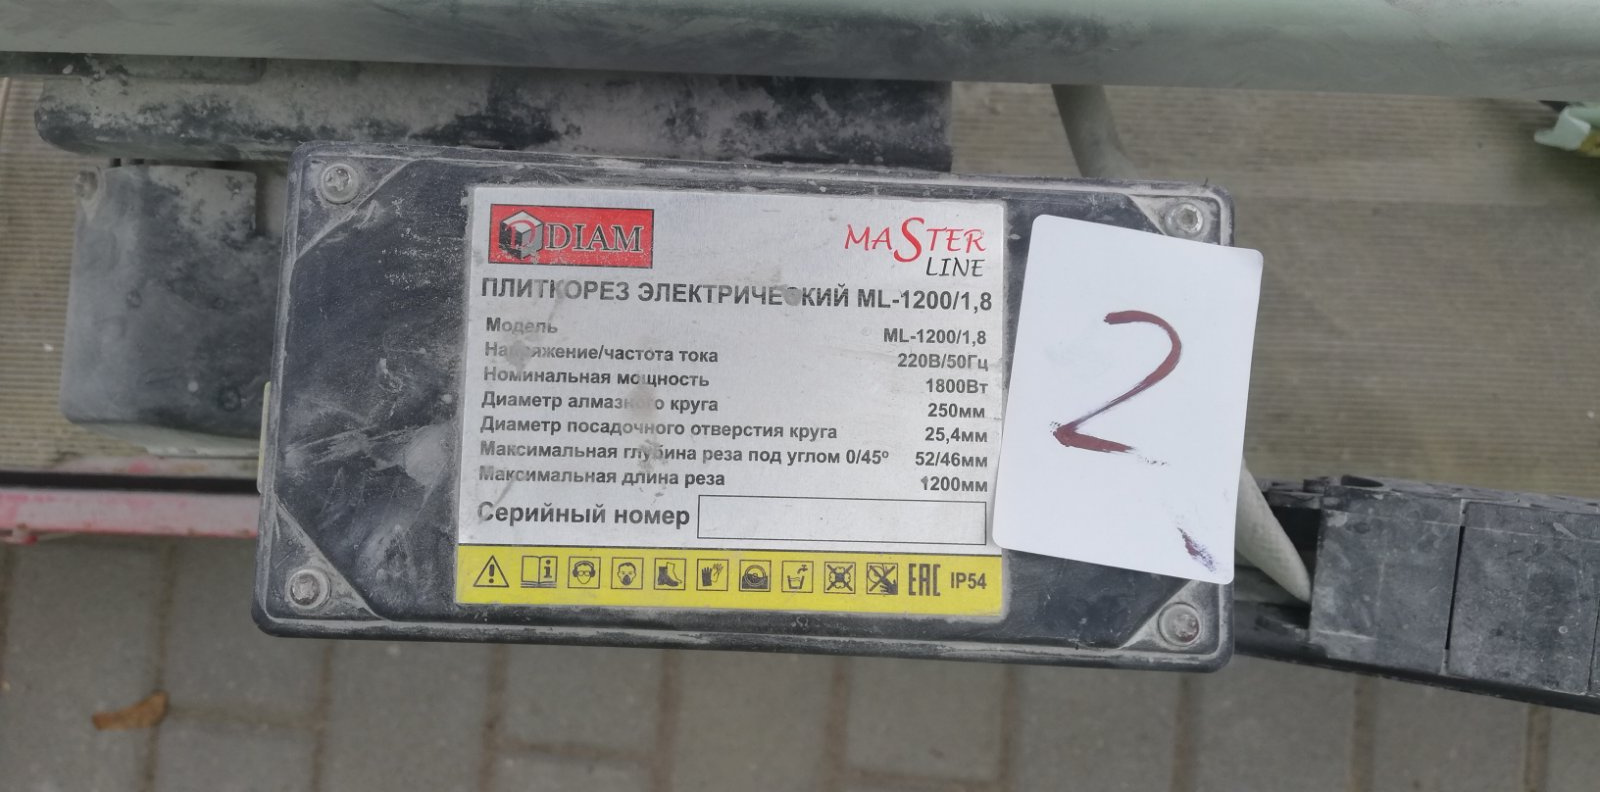 DIAM
MASTER
LINE
ПЛИТКОРЕЗ ЭЛЕКТРИЧЕСКИЙ ML-1200/1,8
Модель ML-1200/1,8
Напряжение/частота тока 220В/50Гц
Номинальная мощность 1800Вт
Диаметр алмазного круга 250мм
Диаметр посадочного отверстия круга 25,4мм
Максимальная глубина реза под углом 0/45° 52/46мм
Максимальная длина реза 1200мм
Серийный номер
EAC IP54
2